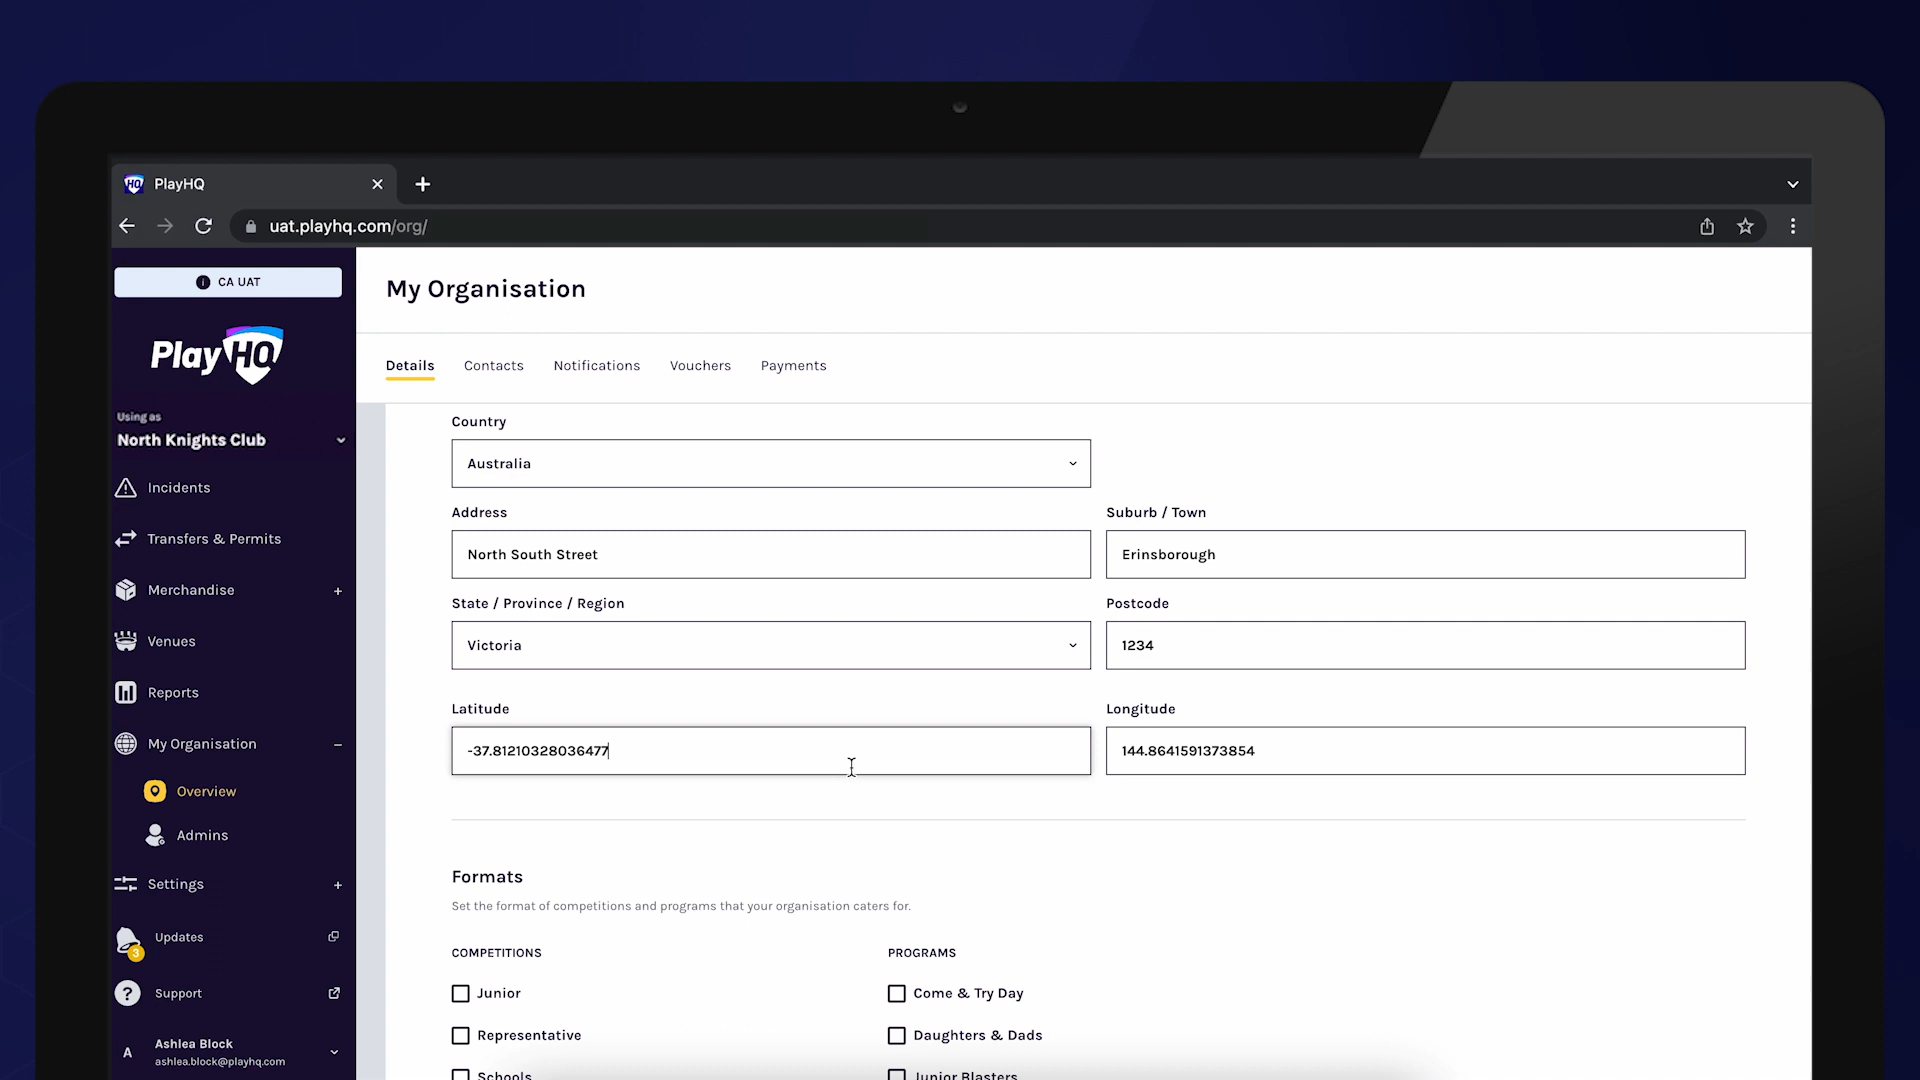 PlayHQ
uat.playhq.com/org/
CA UAT
PlayHQ
Using as
North Knights Club
Incidents
Transfers & Permits
Merchandise
Venues
Reports
My Organisation
Overview
Admins
Settings
Updates
3
Support
A
Ashlea Block
ashlea.block@playhq.com
My Organisation
Details Contacts Notifications Vouchers Payments
Country
Australia
Address
North South Street
Suburb / Town
Erinsborough
State / Province / Region
Victoria
Postcode
1234
Latitude
-37.81210328036477
Longitude
144.8641591373854
Formats
Set the format of competitions and programs that your organisation caters for.
COMPETITIONS
Junior
Representative
Schools
PROGRAMS
Come & Try Day
Daughters & Dads
Junior Blasters